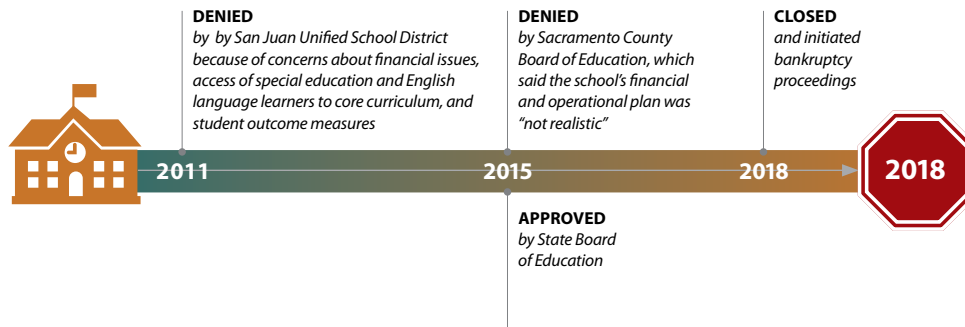 DENIED
by by San Juan Unified School District
because of concerns about financial issues,
access of special education and English
language learners to core curriculum, and
student outcome measures
DENIED
by Sacramento County
Board of Education, which
said the school's financial
and operational plan was
“not realistic”
CLOSED
and initiated
bankruptcy
proceedings
2011
2015
2018
2018
APPROVED
by State Board
of Education